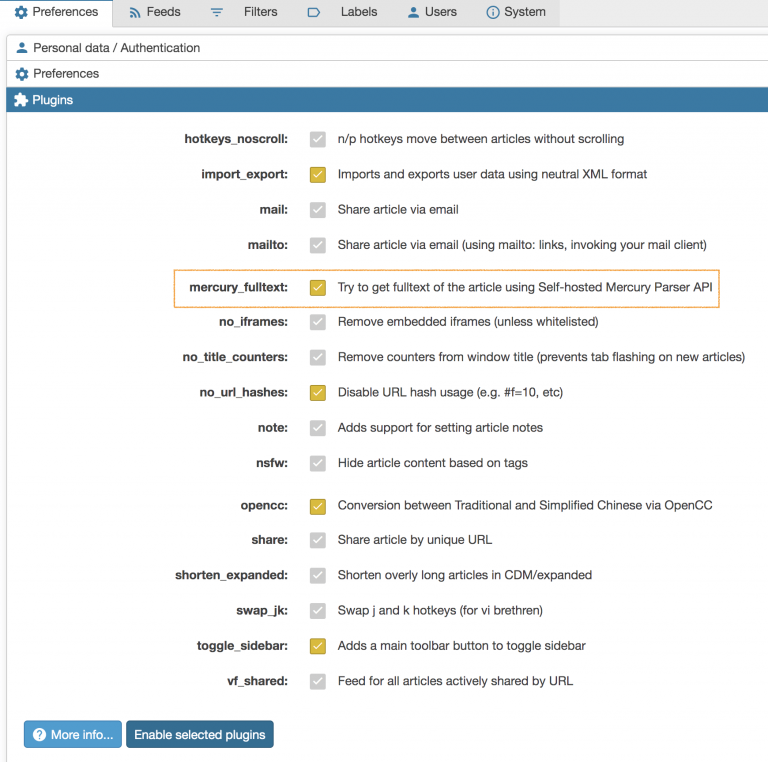 Preferences Feeds Filters Labels Users System
Personal data / Authentication
Preferences
Plugins
hotkeys_noscroll: n/p hotkeys move between articles without scrolling
import_export: Imports and exports user data using neutral XML format
mail: Share article via email
mailto: Share article via email (using mailto: links, invoking your mail client)
mercury_fulltext: Try to get fulltext of the article using Self-hosted Mercury Parser API
no_iframes: Remove embedded iframes (unless whitelisted)
no_title_counters: Remove counters from window title (prevents tab flashing on new articles)
no_url_hashes: Disable URL hash usage (e.g. #f=10, etc)
note: Adds support for setting article notes
nsfw: Hide article content based on tags
opencc: Conversion between Traditional and Simplified Chinese via OpenCC
share: Share article by unique URL
shorten_expanded: Shorten overly long articles in CDM/expanded
swap_jk: Swap j and k hotkeys (for vi brethren)
toggle_sidebar: Adds a main toolbar button to toggle sidebar
vf_shared: Feed for all articles actively shared by URL
More info... Enable selected plugins